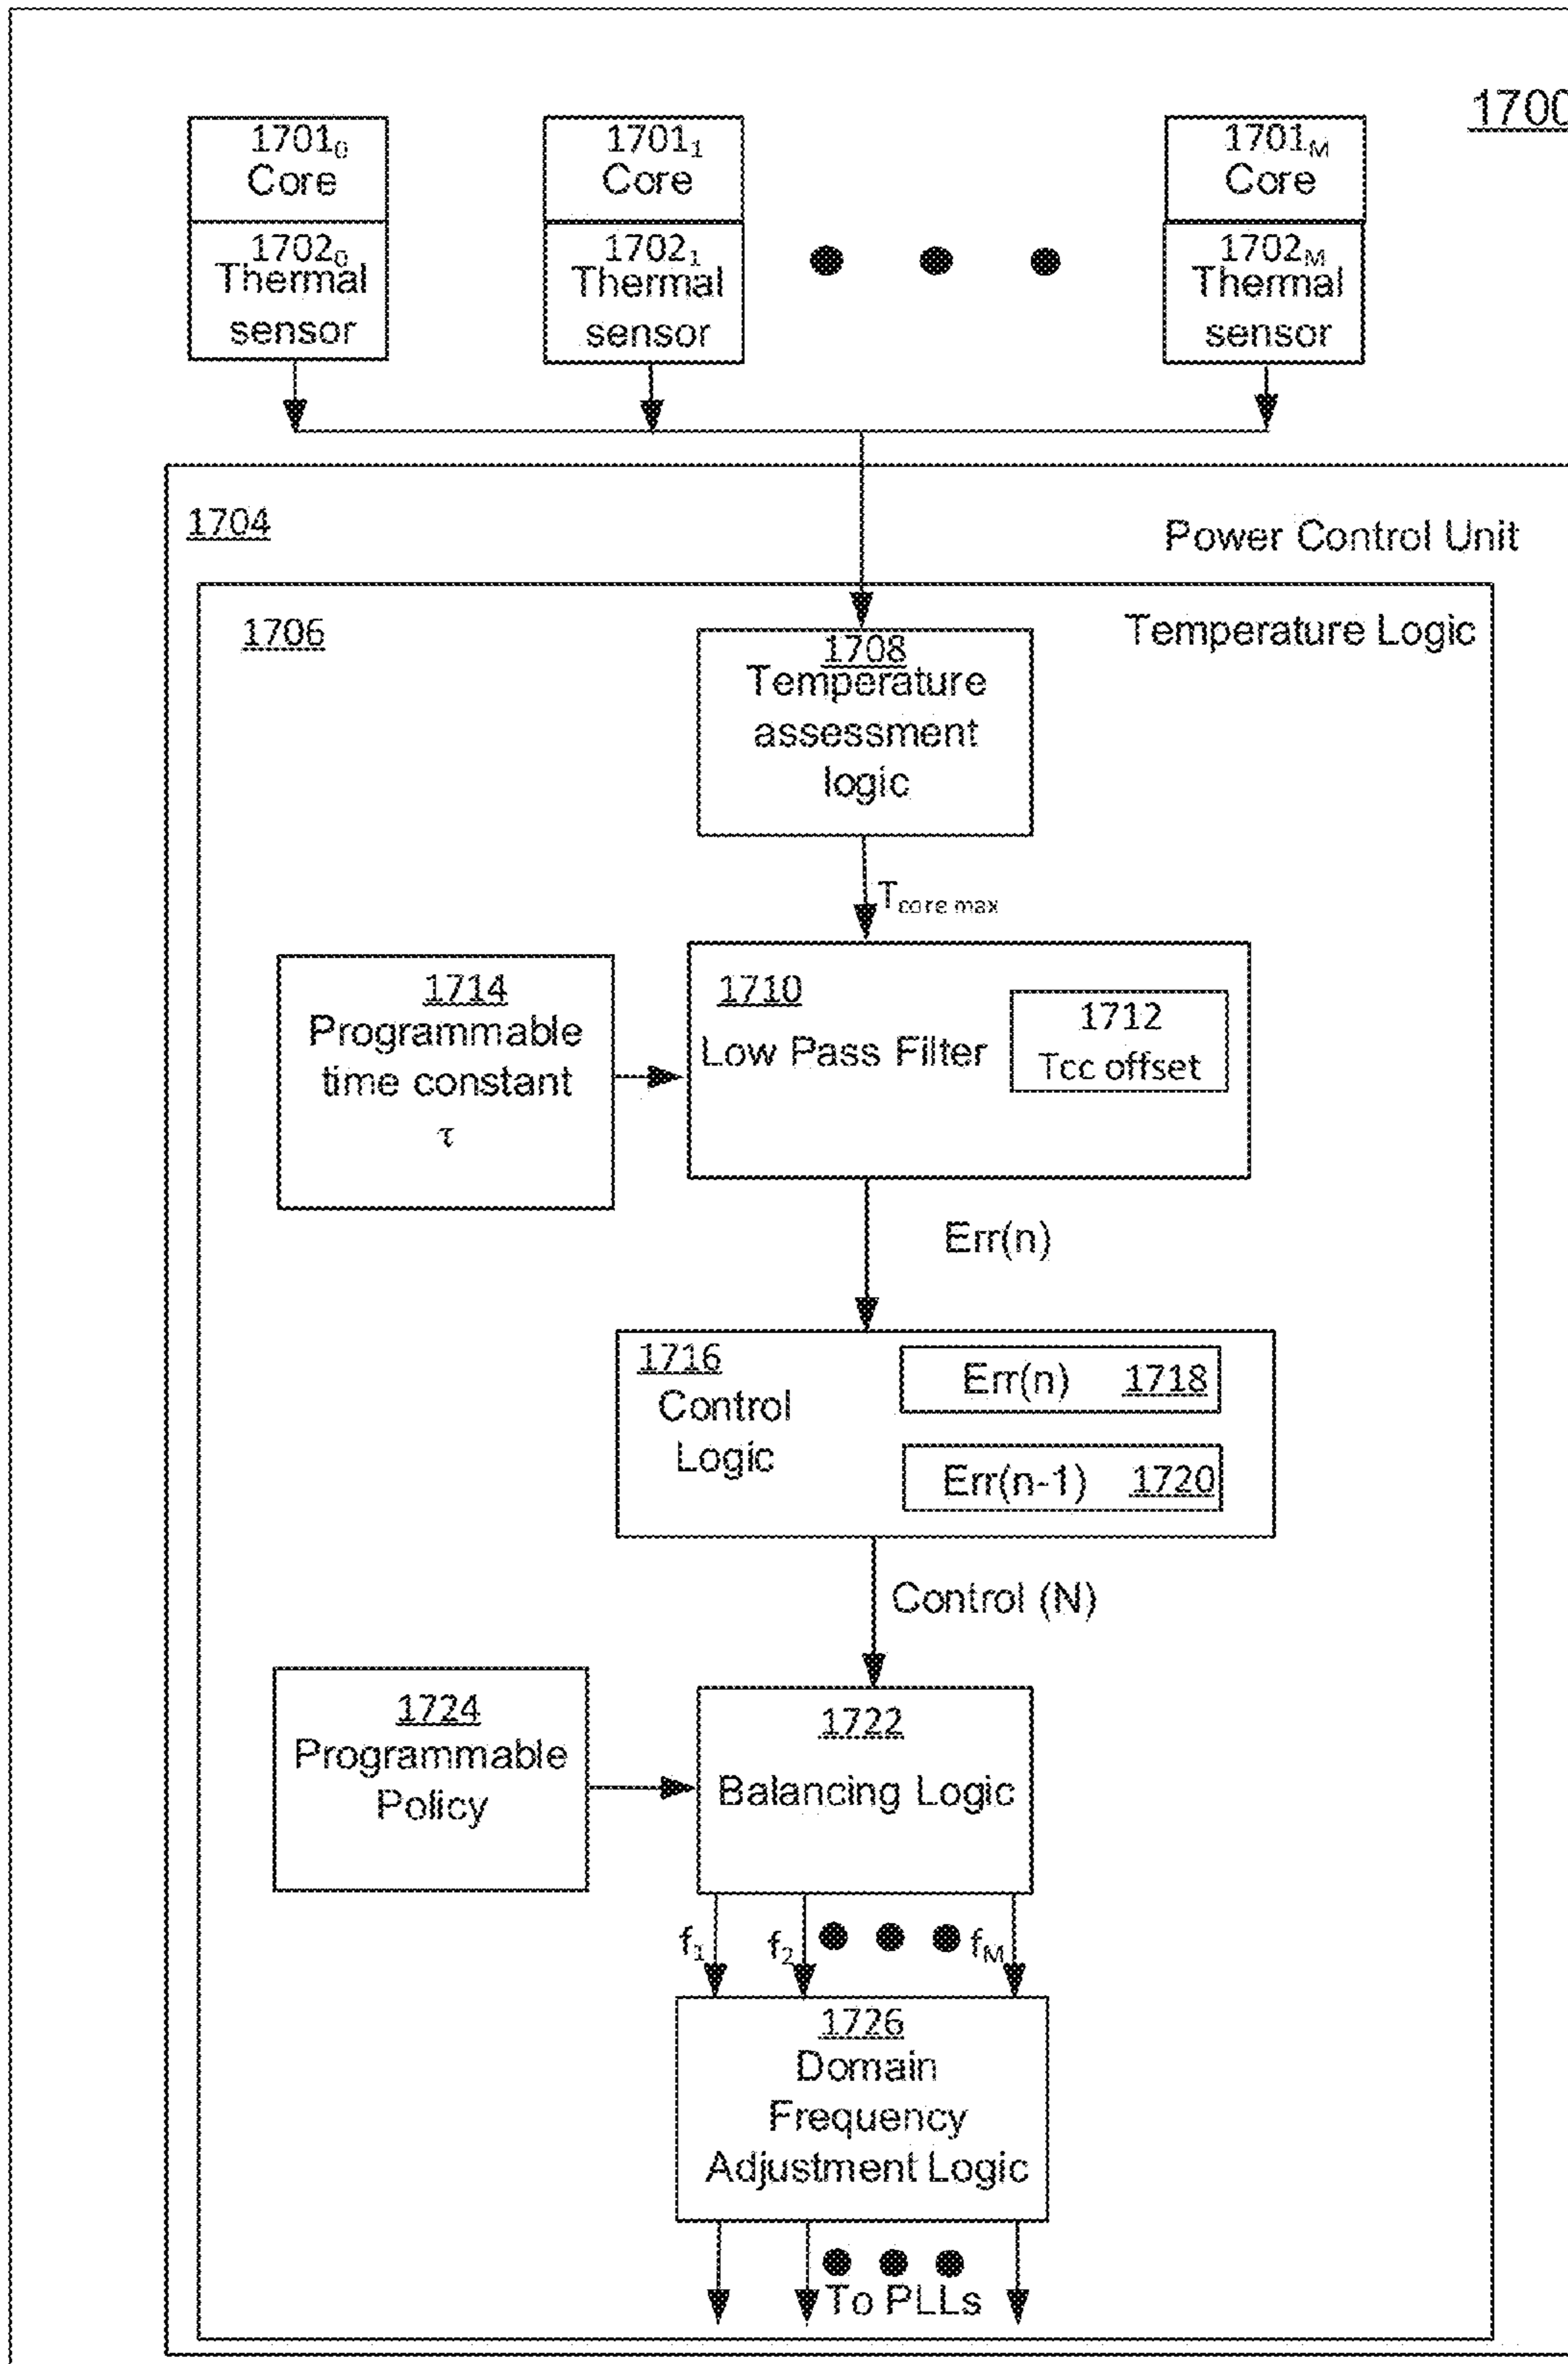 1700
1701₀
Core
1702₀
Thermal
sensor
1701₁
Core
1702₁
Thermal
sensor
1701M
Core
1702M
Thermal
sensor
1704
Power Control Unit
1706
Temperature Logic
1708
Temperature
assessment
logic
Tcore max
1714
Programmable
time constant
τ
1710
Low Pass Filter
1712
Tcc offset
Err(n)
1716
Control
Logic
Err(n) 1718
Err(n-1) 1720
Control (N)
1724
Programmable
Policy
1722
Balancing Logic
f₁ f₂ fM
1726
Domain
Frequency
Adjustment Logic
To PLLs